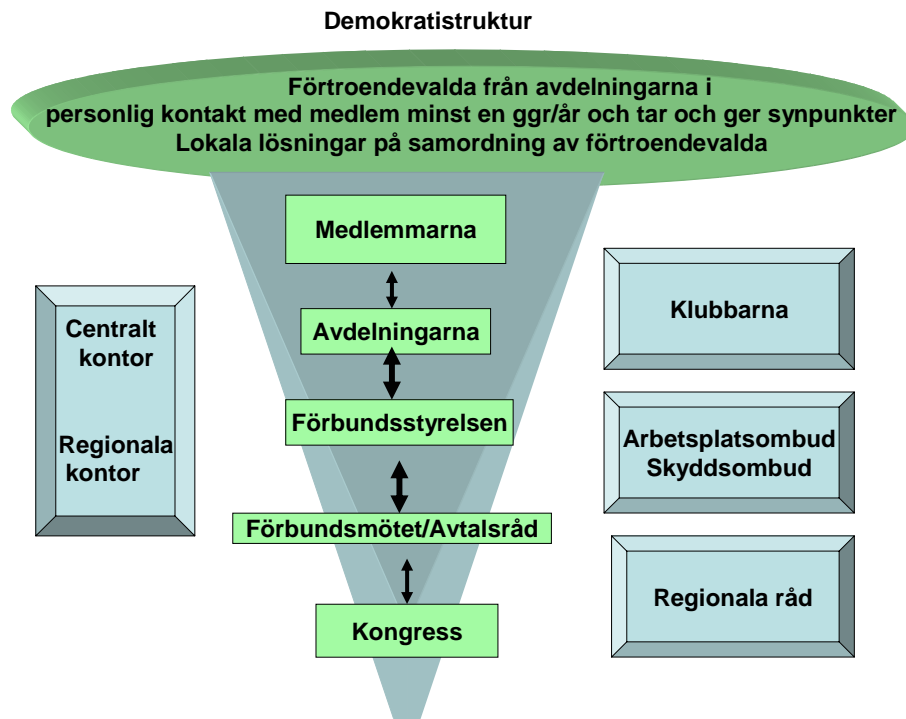 Demokratistruktur
Förtroendevalda från avdelningarna i
personlig kontakt med medlem minst en ggr/år och tar och ger synpunkter
Lokala lösningar på samordning av förtroendevalda
Medlemmarna
Avdelningarna
Förbundsstyrelsen
Förbundsmötet/Avtalsråd
Kongress
Centralt
kontor
Regionala
kontor
Klubbarna
Arbetsplatsombud
Skyddsombud
Regionala råd